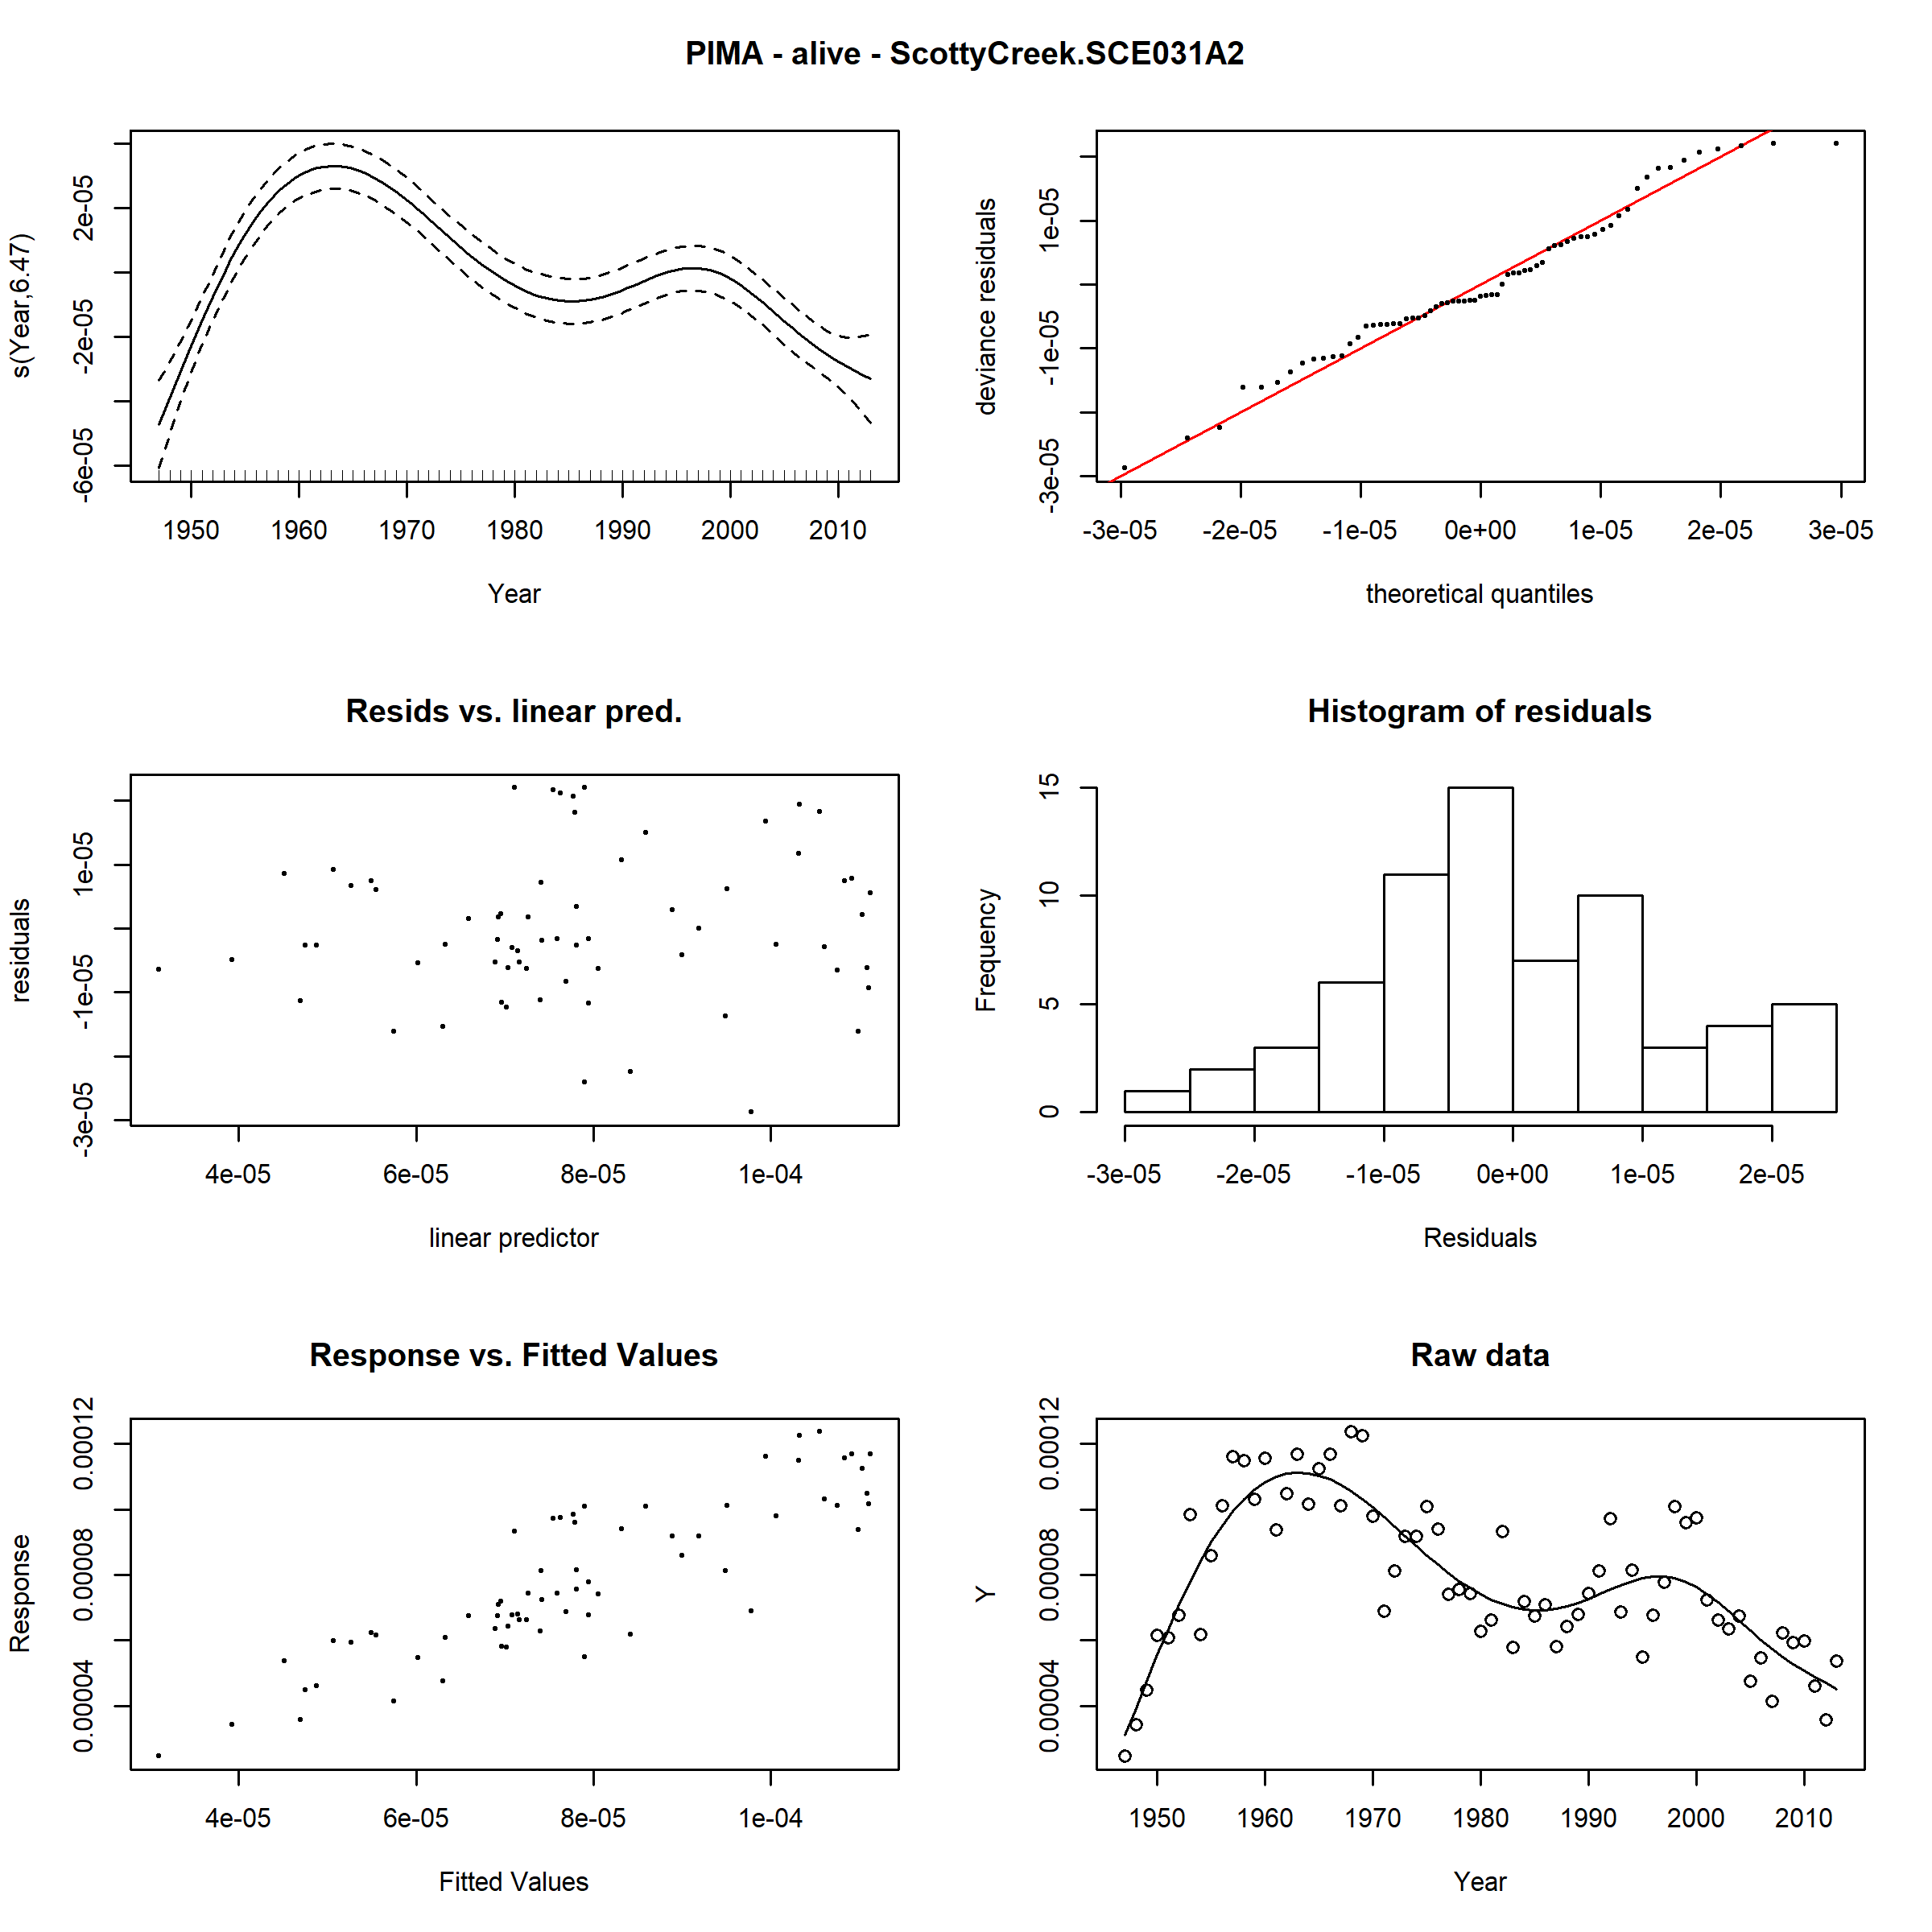 PIMA - alive - ScottyCreek.SCE031A2
s(Year,6.47)
2e-05
-2e-05
-6e-05
1950 1960 1970 1980 1990 2000 2010
Year
deviance residuals
1e-05
-1e-05
-3e-05
-3e-05 -2e-05 -1e-05 0e+00 1e-05 2e-05 3e-05
theoretical quantiles
Resids vs. linear pred.
residuals
1e-05
-1e-05
-3e-05
4e-05 6e-05 8e-05 1e-04
linear predictor
Histogram of residuals
Frequency
15
10
5
0
-3e-05 -2e-05 -1e-05 0e+00 1e-05 2e-05
Residuals
Response vs. Fitted Values
Response
0.00012
0.00008
0.00004
4e-05 6e-05 8e-05 1e-04
Fitted Values
Raw data
Y
0.00012
0.00008
0.00004
1950 1960 1970 1980 1990 2000 2010
Year